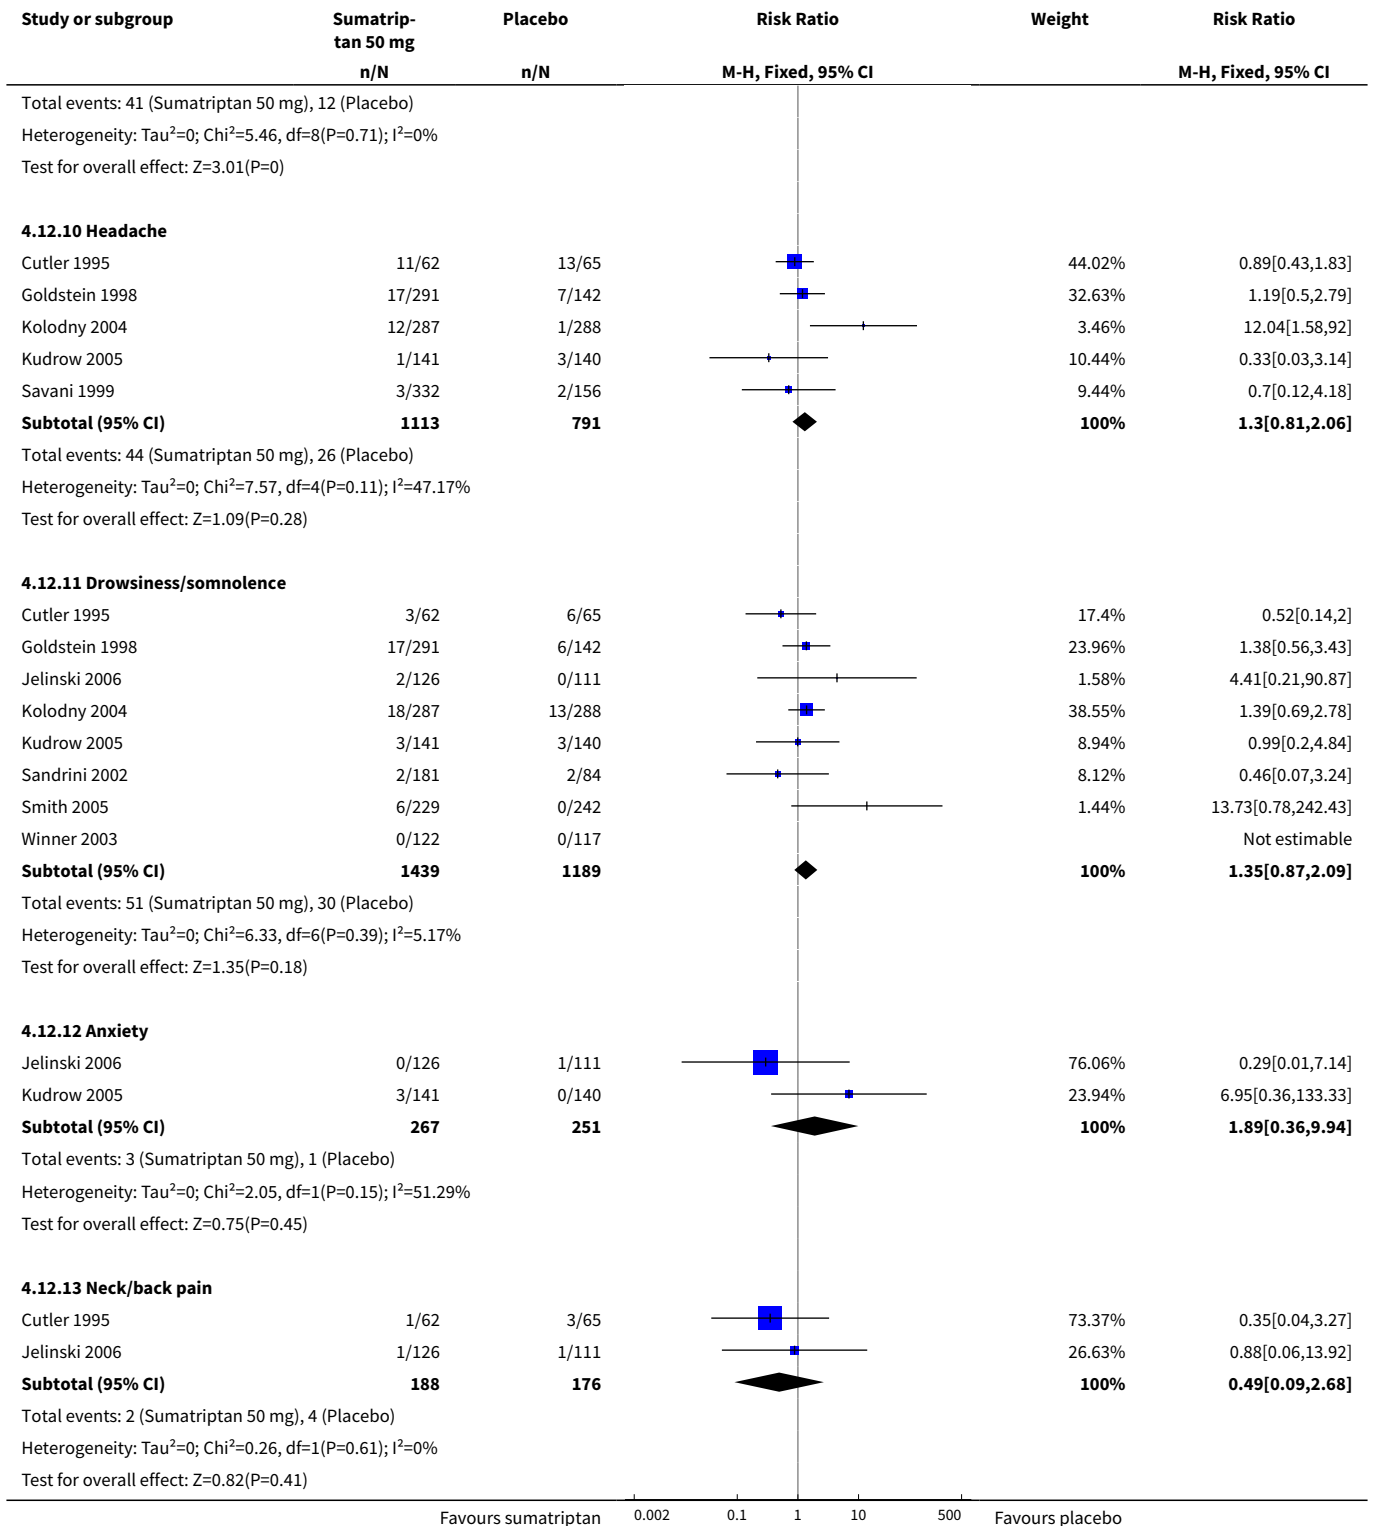 Study or subgroup Sumatrip- Placebo Risk Ratio Weight Risk Ratio
tan 50 mg
n/N n/N M-H, Fixed, 95% CI M-H, Fixed, 95% CI
Total events: 41 (Sumatriptan 50 mg), 12 (Placebo)
Heterogeneity: Tau²=0; Chi²=5.46, df=8(P=0.71); I²=0%
Test for overall effect: Z=3.01(P=0)
4.12.10 Headache
Cutler 1995 11/62 13/65 44.02% 0.89[0.43,1.83]
Goldstein 1998 17/291 7/142 32.63% 1.19[0.5,2.79]
Kolodny 2004 12/287 1/288 3.46% 12.04[1.58,92]
Kudrow 2005 1/141 3/140 10.44% 0.33[0.03,3.14]
Savani 1999 3/332 2/156 9.44% 0.7[0.12,4.18]
Subtotal (95% CI) 1113 791 100% 1.3[0.81,2.06]
Total events: 44 (Sumatriptan 50 mg), 26 (Placebo)
Heterogeneity: Tau²=0; Chi²=7.57, df=4(P=0.11); I²=47.17%
Test for overall effect: Z=1.09(P=0.28)
4.12.11 Drowsiness/somnolence
Cutler 1995 3/62 6/65 17.4% 0.52[0.14,2]
Goldstein 1998 17/291 6/142 23.96% 1.38[0.56,3.43]
Jelinski 2006 2/126 0/111 1.58% 4.41[0.21,90.87]
Kolodny 2004 18/287 13/288 38.55% 1.39[0.69,2.78]
Kudrow 2005 3/141 3/140 8.94% 0.99[0.2,4.84]
Sandrini 2002 2/181 2/84 8.12% 0.46[0.07,3.24]
Smith 2005 6/229 0/242 1.44% 13.73[0.78,242.43]
Winner 2003 0/122 0/117 Not estimable
Subtotal (95% CI) 1439 1189 100% 1.35[0.87,2.09]
Total events: 51 (Sumatriptan 50 mg), 30 (Placebo)
Heterogeneity: Tau²=0; Chi²=6.33, df=6(P=0.39); I²=5.17%
Test for overall effect: Z=1.35(P=0.18)
4.12.12 Anxiety
Jelinski 2006 0/126 1/111 76.06% 0.29[0.01,7.14]
Kudrow 2005 3/141 0/140 23.94% 6.95[0.36,133.33]
Subtotal (95% CI) 267 251 100% 1.89[0.36,9.94]
Total events: 3 (Sumatriptan 50 mg), 1 (Placebo)
Heterogeneity: Tau²=0; Chi²=2.05, df=1(P=0.15); I²=51.29%
Test for overall effect: Z=0.75(P=0.45)
4.12.13 Neck/back pain
Cutler 1995 1/62 3/65 73.37% 0.35[0.04,3.27]
Jelinski 2006 1/126 1/111 26.63% 0.88[0.06,13.92]
Subtotal (95% CI) 188 176 100% 0.49[0.09,2.68]
Total events: 2 (Sumatriptan 50 mg), 4 (Placebo)
Heterogeneity: Tau²=0; Chi²=0.26, df=1(P=0.61); I²=0%
Test for overall effect: Z=0.82(P=0.41)
Favours sumatriptan 0.002 0.1 1 10 500 Favours placebo